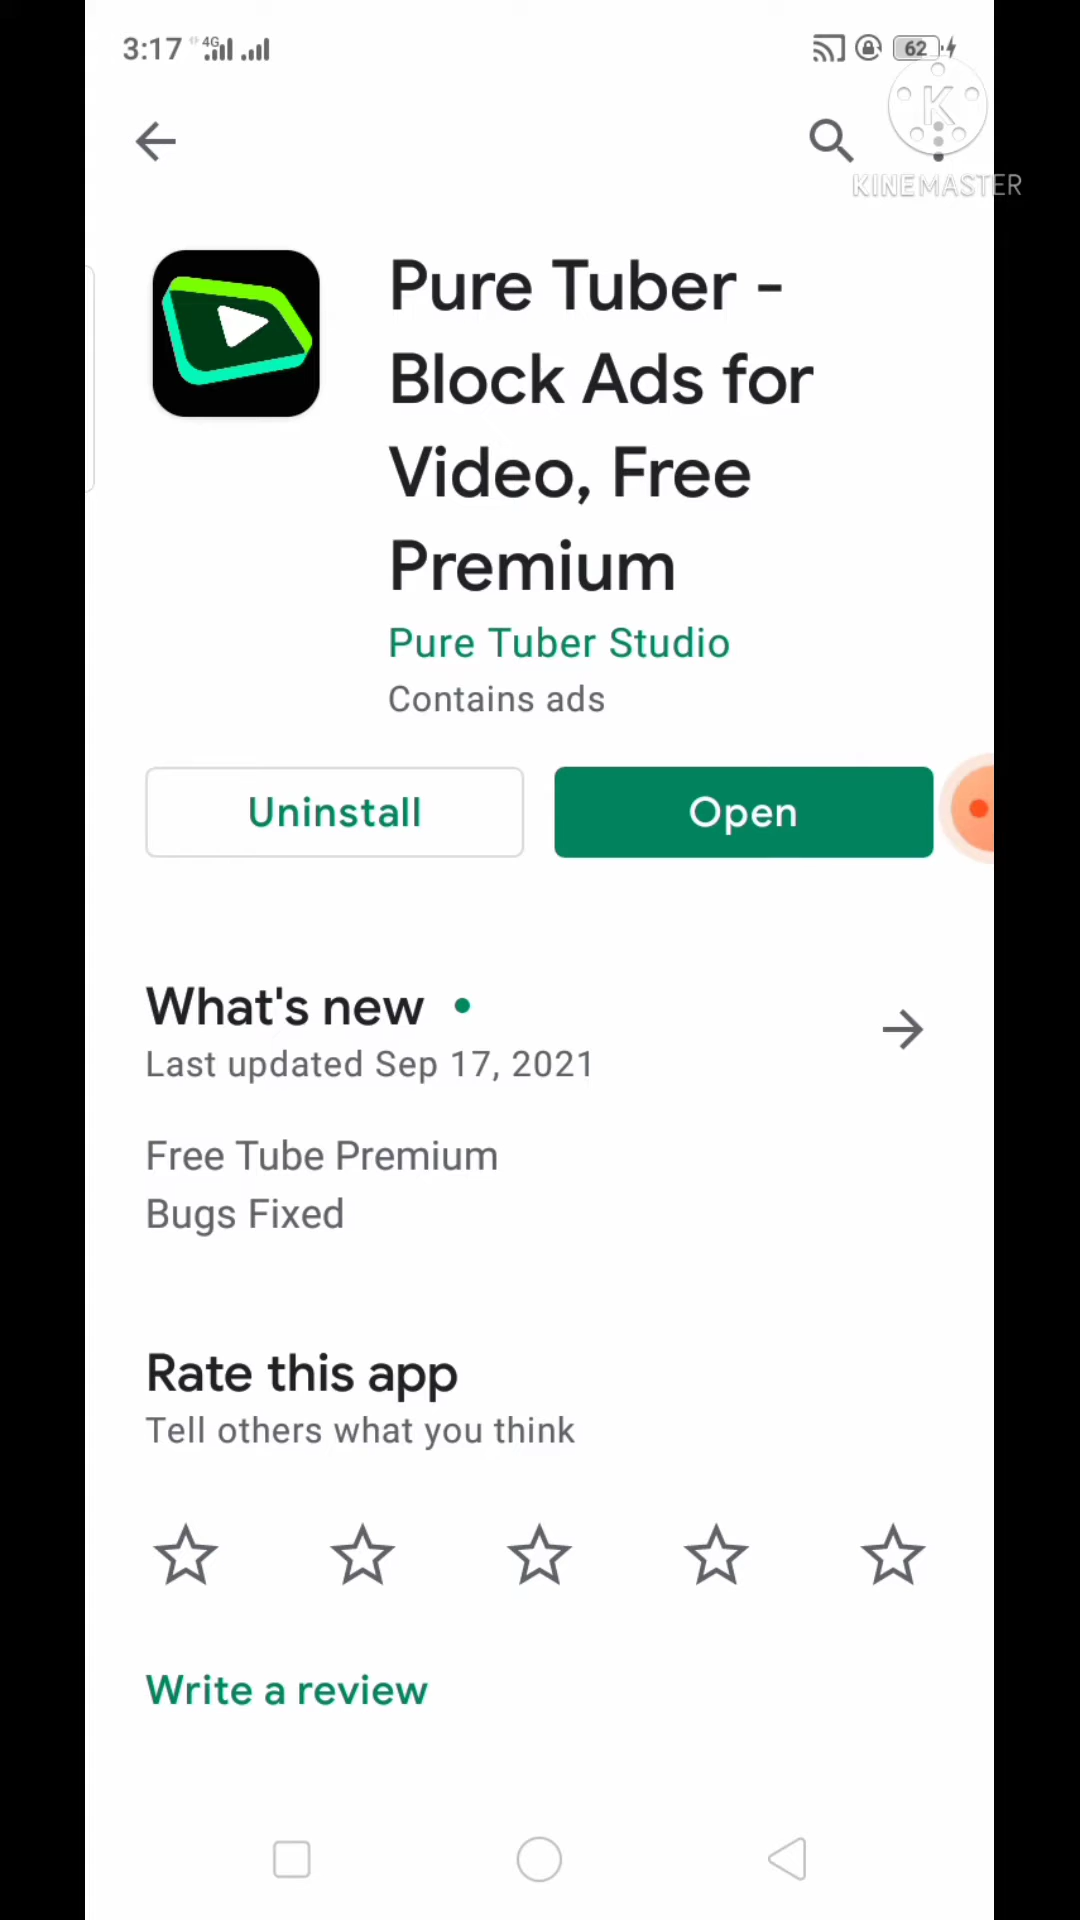 3:17 4G 62
K
KINEMASTER
Pure Tuber -
Block Ads for
Video, Free
Premium
Pure Tuber Studio
Contains ads
Uninstall Open
What's new •
Last updated Sep 17, 2021
Free Tube Premium
Bugs Fixed
Rate this app
Tell others what you think
Write a review